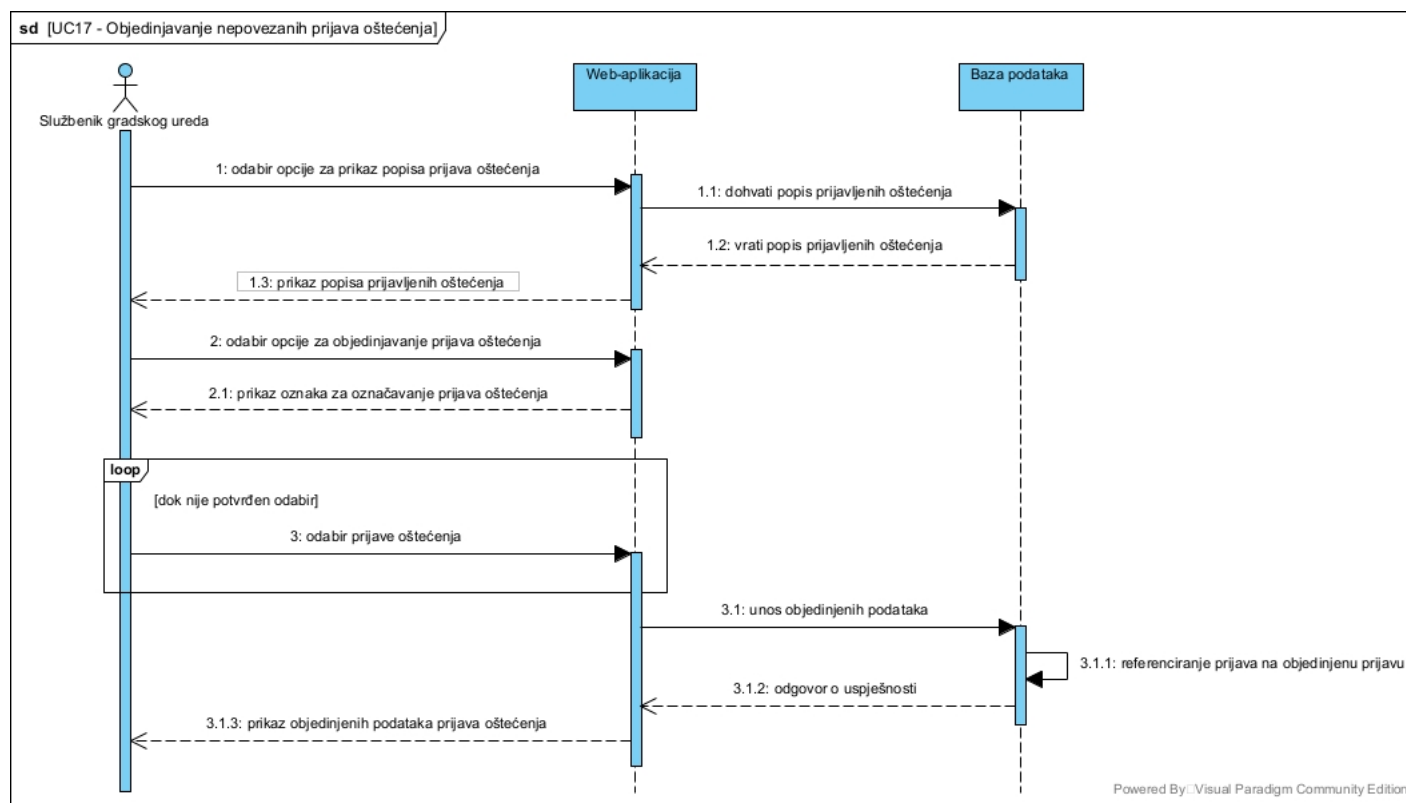 sd [UC17 - Objedinjavanje nepovezanih prijava oštećenja]
Web-aplikacija
Baza podataka
Službenik gradskog ureda
1: odabir opcije za prikaz popisa prijava oštećenja
1.1: dohvati popis prijavljenih oštećenja
1.2: vrati popis prijavljenih oštećenja
1.3: prikaz popisa prijavljenih oštećenja
2: odabir opcije za objedinjavanje prijava oštećenja
2.1: prikaz oznaka za označavanje prijava oštećenja
loop
[dok nije potvrđen odabir]
3: odabir prijave oštećenja
3.1: unos objedinjenih podataka
3.1.1: referenciranje prijava na objedinjenu prijavu
3.1.2: odgovor o uspješnosti
3.1.3: prikaz objedinjenih podataka prijava oštećenja
Powered By Visual Paradigm Community Edition